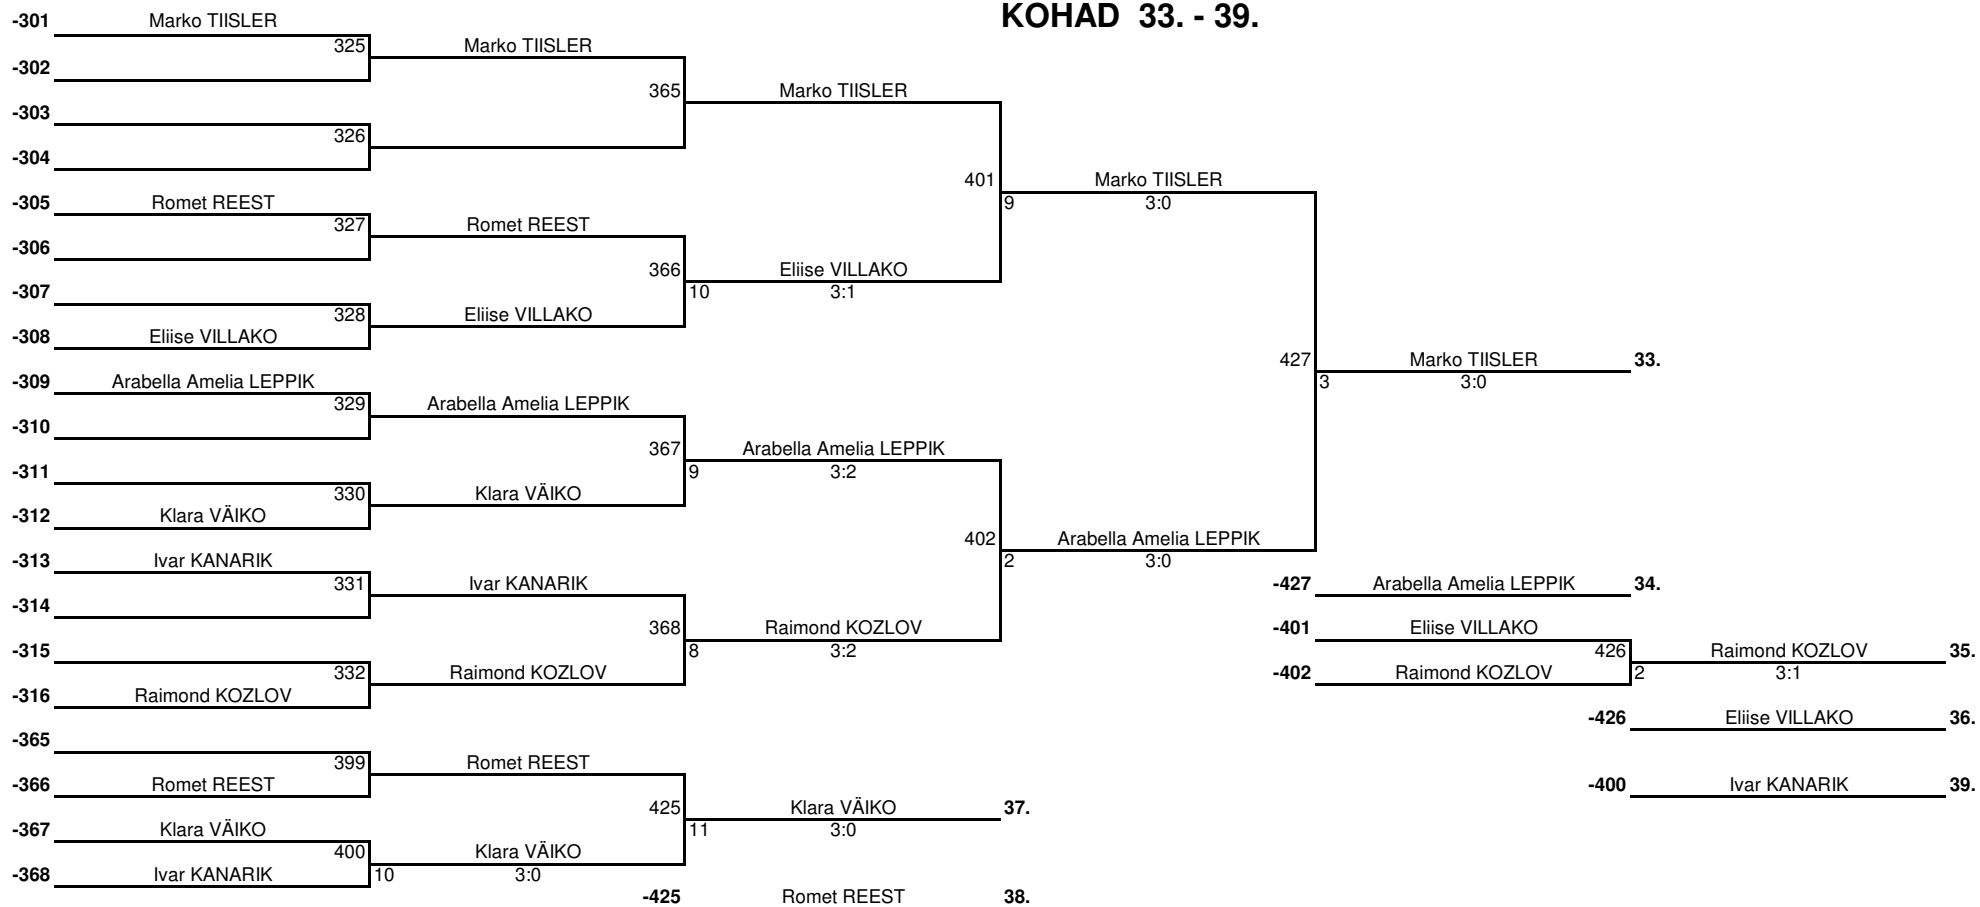 KOHAD 33. - 39.
-301 Marko TIISLER
325 Marko TIISLER
-302
365 Marko TIISLER
-303
326
-304
401 Marko TIISLER
9 3:0
-305 Romet REEST
327 Romet REEST
-306
366 Eliise VILLAKO
10 3:1
-307
328 Eliise VILLAKO
-308 Eliise VILLAKO
427 Marko TIISLER 33.
3 3:0
-309 Arabella Amelia LEPPIK
329 Arabella Amelia LEPPIK
-310
367 Arabella Amelia LEPPIK
9 3:2
-311
330 Klara VÄIKO
-312 Klara VÄIKO
402 Arabella Amelia LEPPIK
2 3:0
-313 Ivar KANARIK
331 Ivar KANARIK
-314
368 Raimond KOZLOV
8 3:2
-315
332 Raimond KOZLOV
-316 Raimond KOZLOV
-427 Arabella Amelia LEPPIK 34.
-401 Eliise VILLAKO
426 Raimond KOZLOV 35.
-402 Raimond KOZLOV
2 3:1
-426 Eliise VILLAKO 36.
-365
399 Romet REEST
-366 Romet REEST
425 Klara VÄIKO 37.
11 3:0
-367 Klara VÄIKO
400 Klara VÄIKO
-368 Ivar KANARIK
10 3:0
-425 Romet REEST 38.
-400 Ivar KANARIK 39.